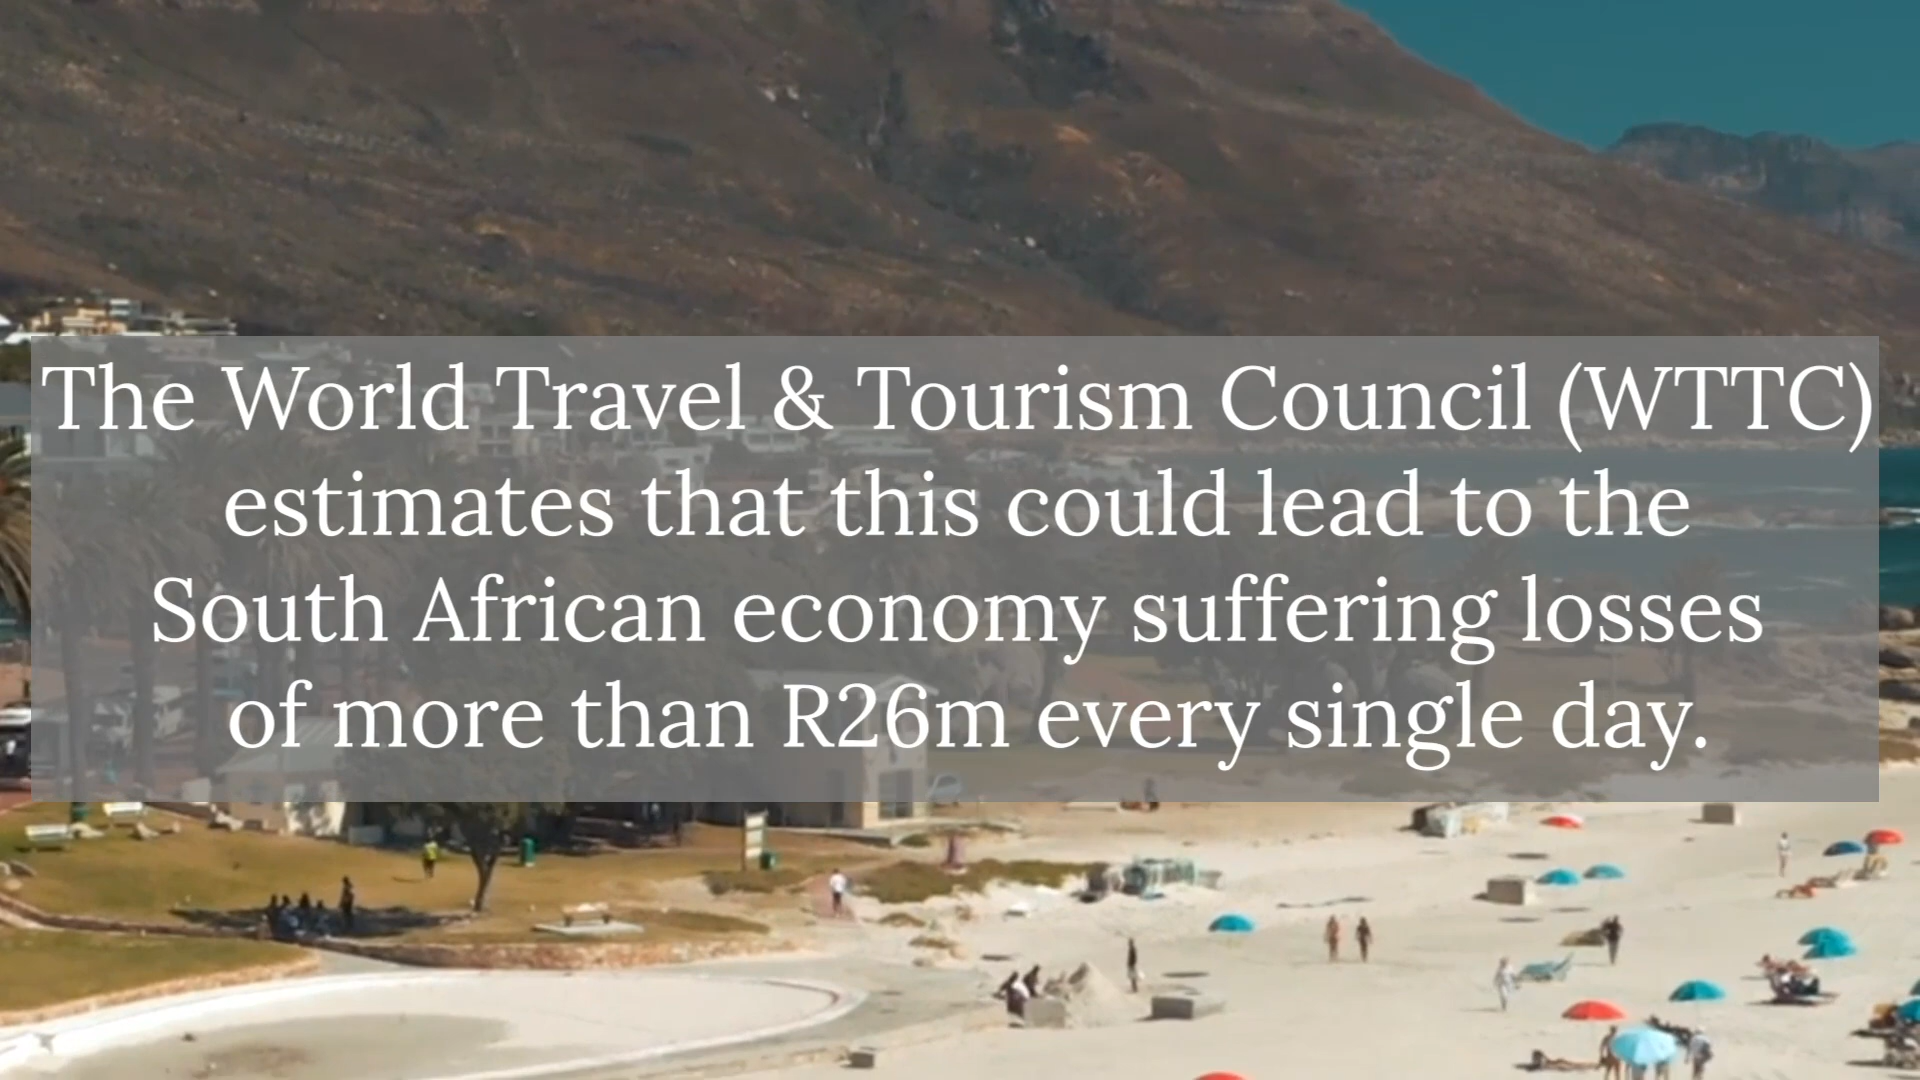 The World Travel & Tourism Council (WTTC)
estimates that this could lead to the
South African economy suffering losses
of more than R26m every single day.